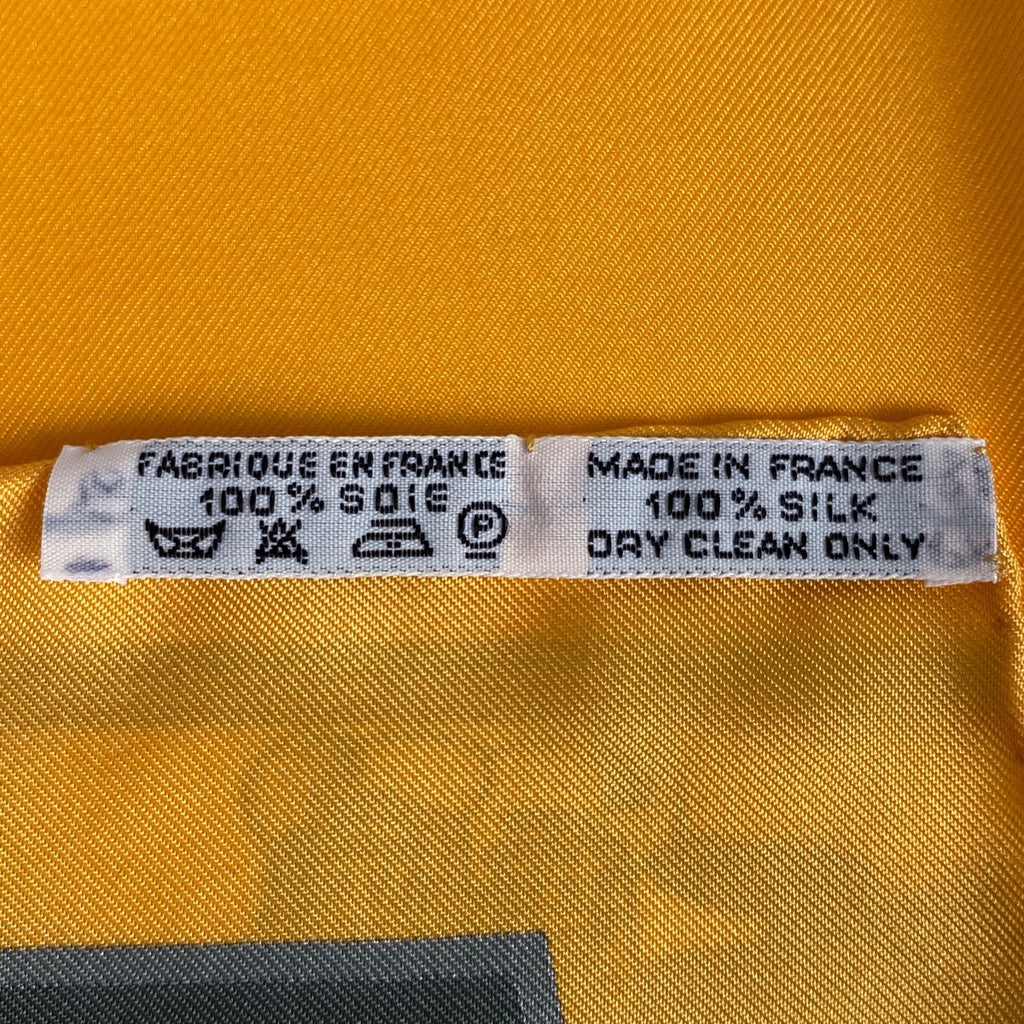 FABRIQUE EN FRANCE
100% SOIE
P
MADE IN FRANCE
100% SILK
DRY CLEAN ONLY